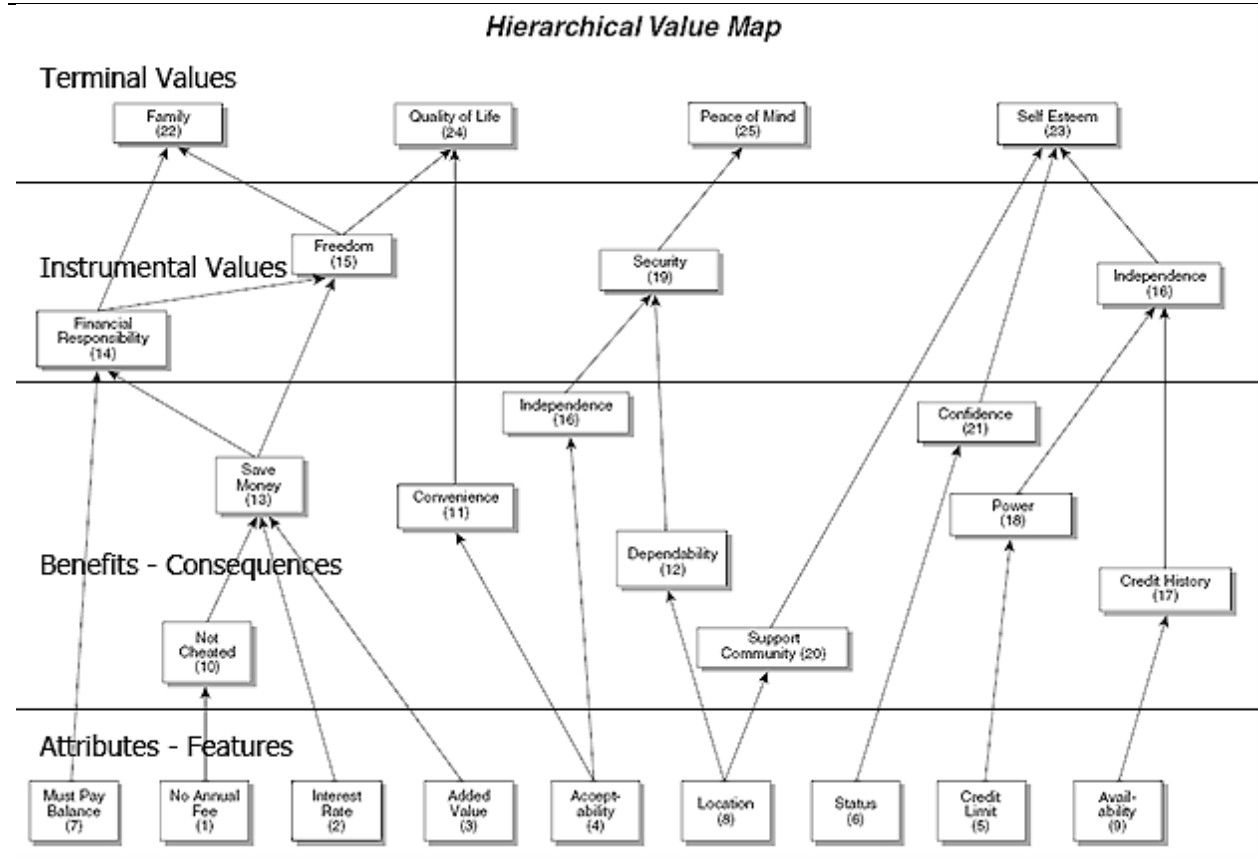 Hierarchical Value Map
Terminal Values
Family
(22)
Quality of Life
(24)
Peace of Mind
(25)
Self Esteem
(23)
Freedom
(15)
Instrumental Values
Security
(19)
Independence
(16)
Financial
Responsibility
(14)
Independence
(16)
Confidence
(21)
Save
Money
(13)
Convenience
(11)
Power
(18)
Dependability
(12)
Benefits - Consequences
Credit History
(17)
Not
Cheated
(10)
Support
Community (20)
Attributes - Features
Must Pay
Balance
(7)
No Annual
Fee
(1)
Interest
Rate
(2)
Added
Value
(3)
Accept-
ability
(4)
Location
(8)
Status
(6)
Credit
Limit
(5)
Avail-
ability
(9)